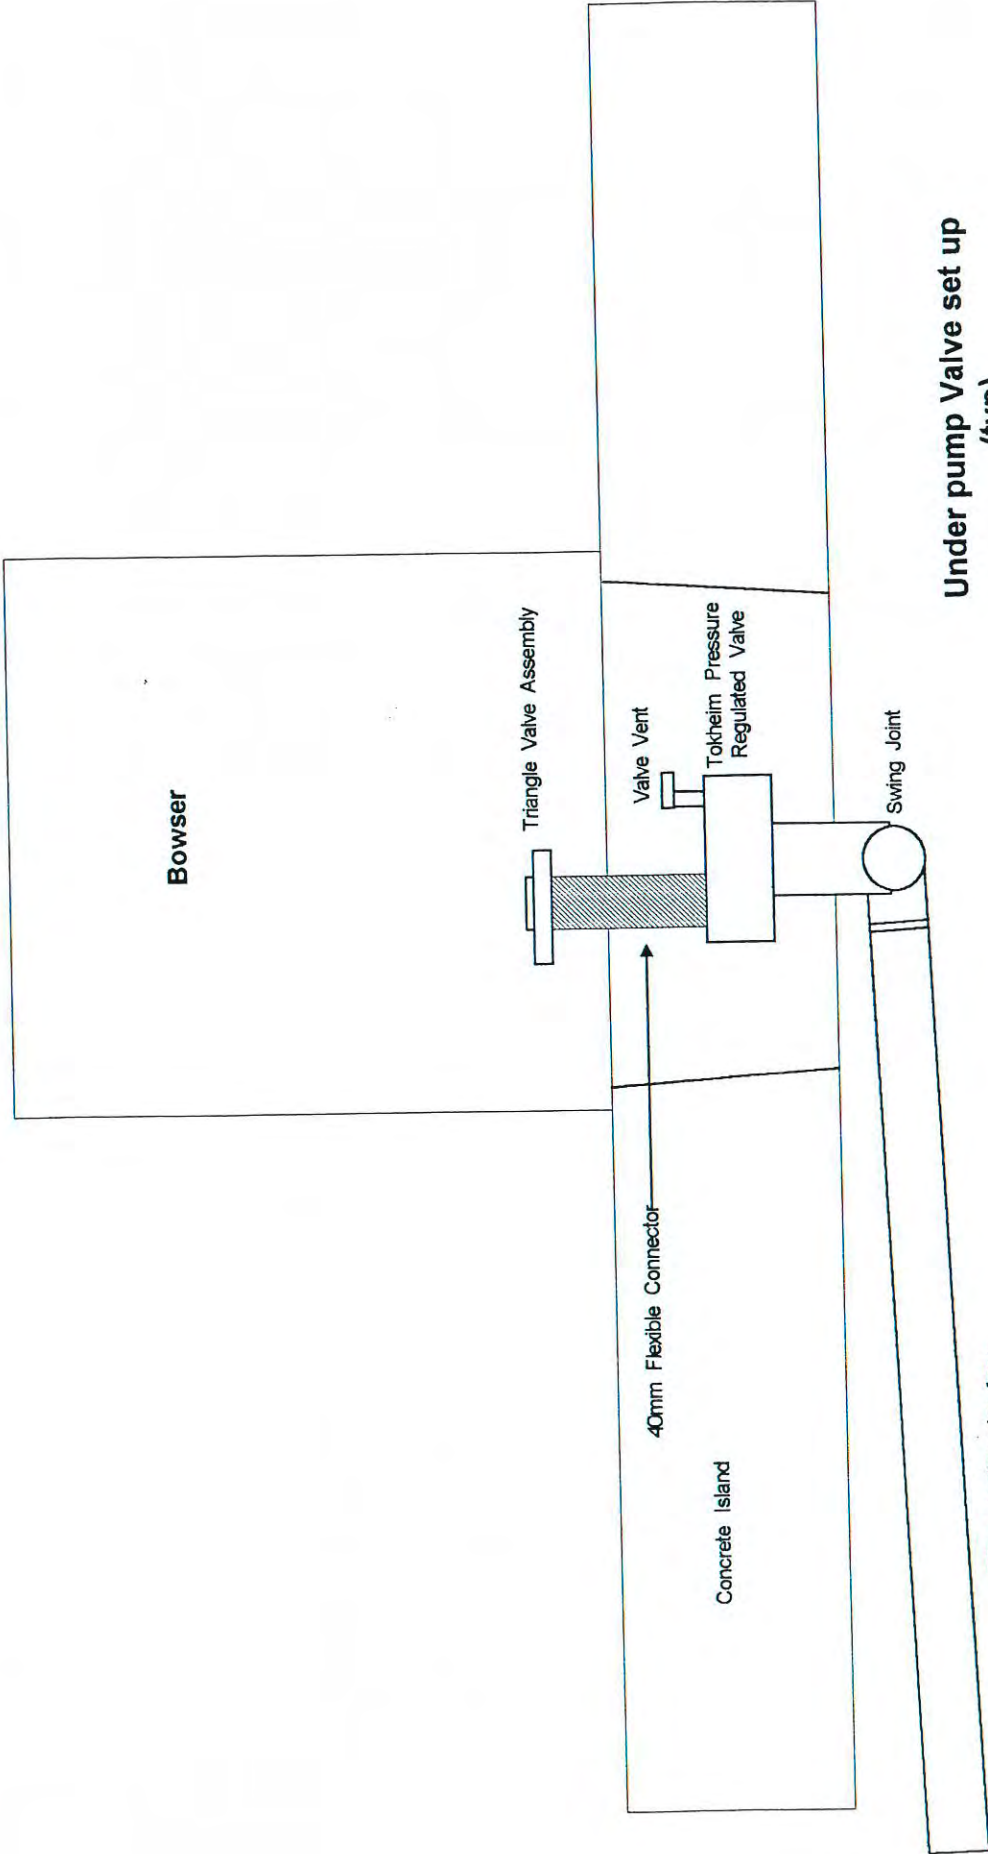 Bowser
Triangle Valve Assembly
Valve Vent
40mm Flexible Connector
Tokheim Pressure
Regulated Valve
Concrete Island
Swing Joint
Under pump Valve set up
(typ)